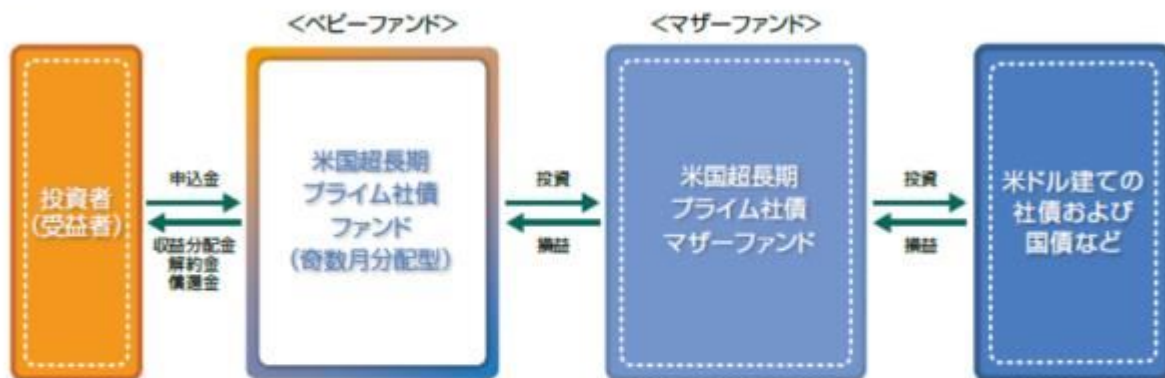 <ベビーファンド>
<マザーファンド>
投資者
(受益者)
申込金
収益分配金
解約金
償還金
米国超長期
プライム社債
ファンド
(奇数月分配型)
投資
損益
米国超長期
プライム社債
マザーファンド
投資
損益
米ドル建ての
社債および
国債など